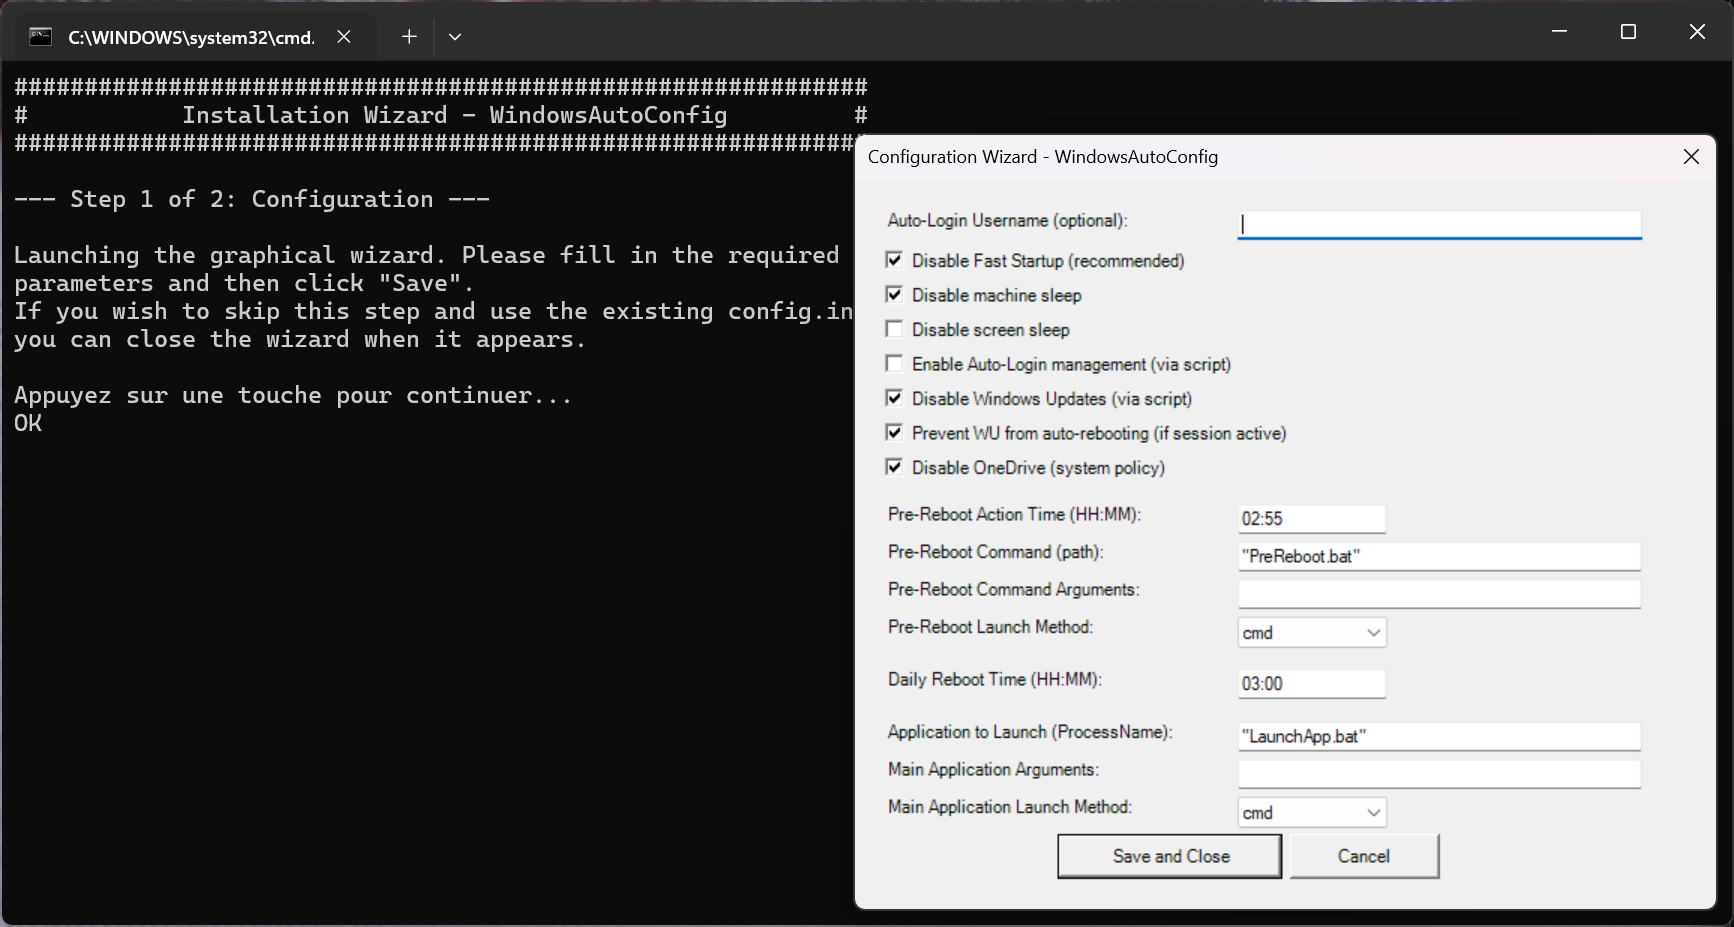 C:\WINDOWS\system32\cmd.
#############################################################
#           Installation Wizard - WindowsAutoConfig         #
#############################################################
--- Step 1 of 2: Configuration ---
Launching the graphical wizard. Please fill in the required
parameters and then click "Save".
If you wish to skip this step and use the existing config.in
you can close the wizard when it appears.
Appuyez sur une touche pour continuer...
OK
Configuration Wizard - WindowsAutoConfig
Auto-Login Username (optional):
Disable Fast Startup (recommended)
Disable machine sleep
Disable screen sleep
Enable Auto-Login management (via script)
Disable Windows Updates (via script)
Prevent WU from auto-rebooting (if session active)
Disable OneDrive (system policy)
Pre-Reboot Action Time (HH:MM): 02:55
Pre-Reboot Command (path): "PreReboot.bat"
Pre-Reboot Command Arguments:
Pre-Reboot Launch Method: cmd
Daily Reboot Time (HH:MM): 03:00
Application to Launch (ProcessName): "LaunchApp.bat"
Main Application Arguments:
Main Application Launch Method: cmd
Save and Close Cancel